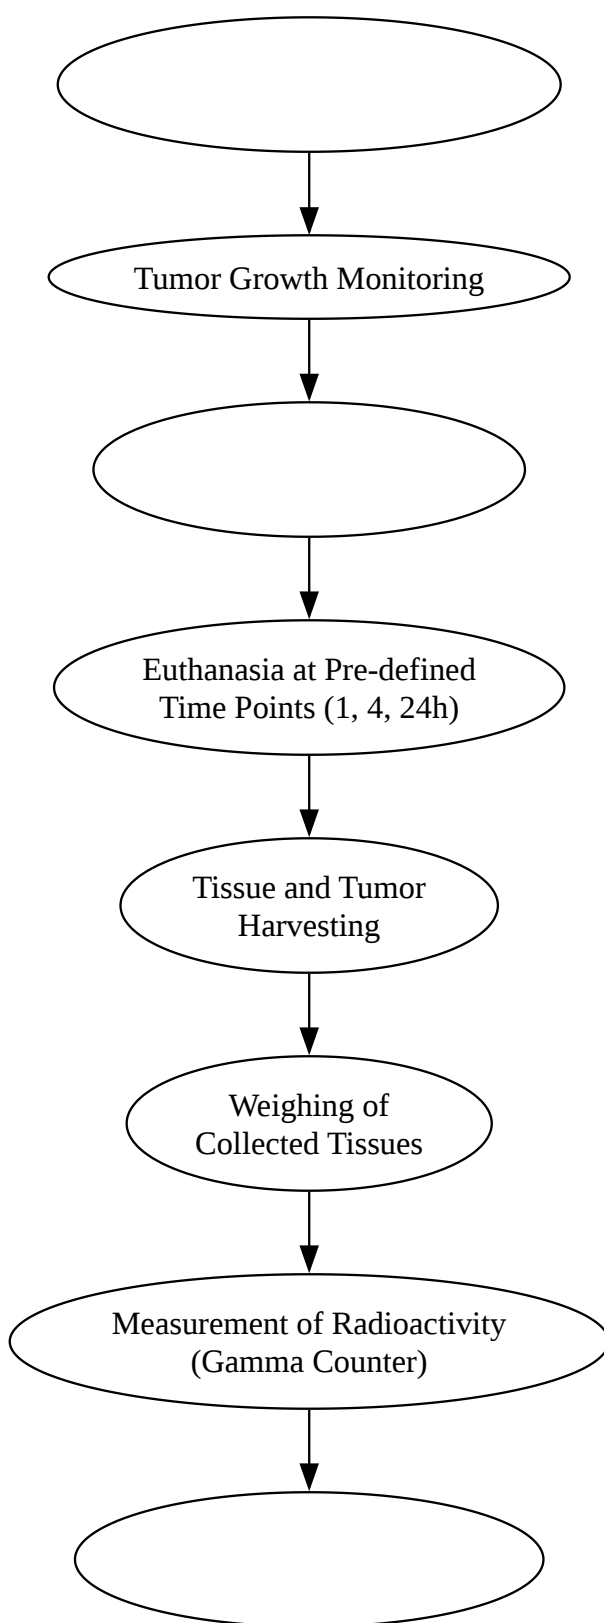 Tumor Growth Monitoring
Euthanasia at Pre-defined
Time Points (1, 4, 24h)
Tissue and Tumor
Harvesting
Weighing of
Collected Tissues
Measurement of Radioactivity
(Gamma Counter)